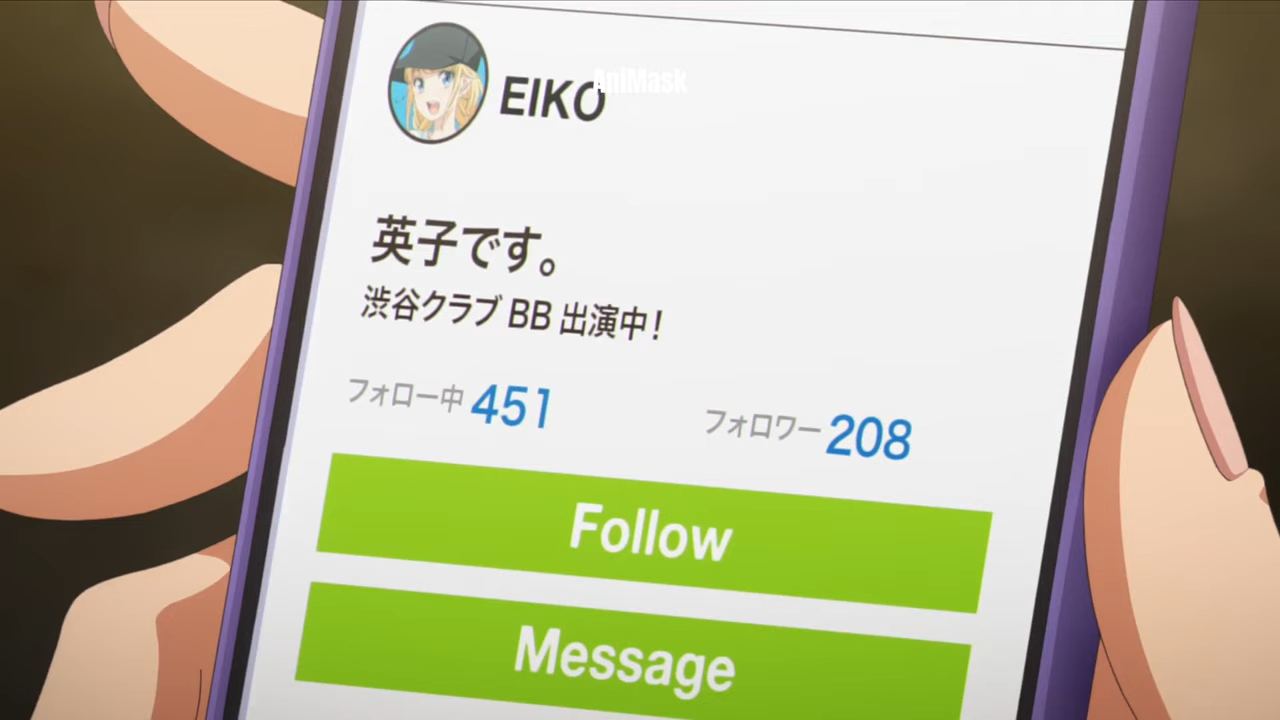 AniMask
EIKO
英子です。
渋谷クラブ BB 出演中!
フォロー中 451 フォロワー 208
Follow
Message